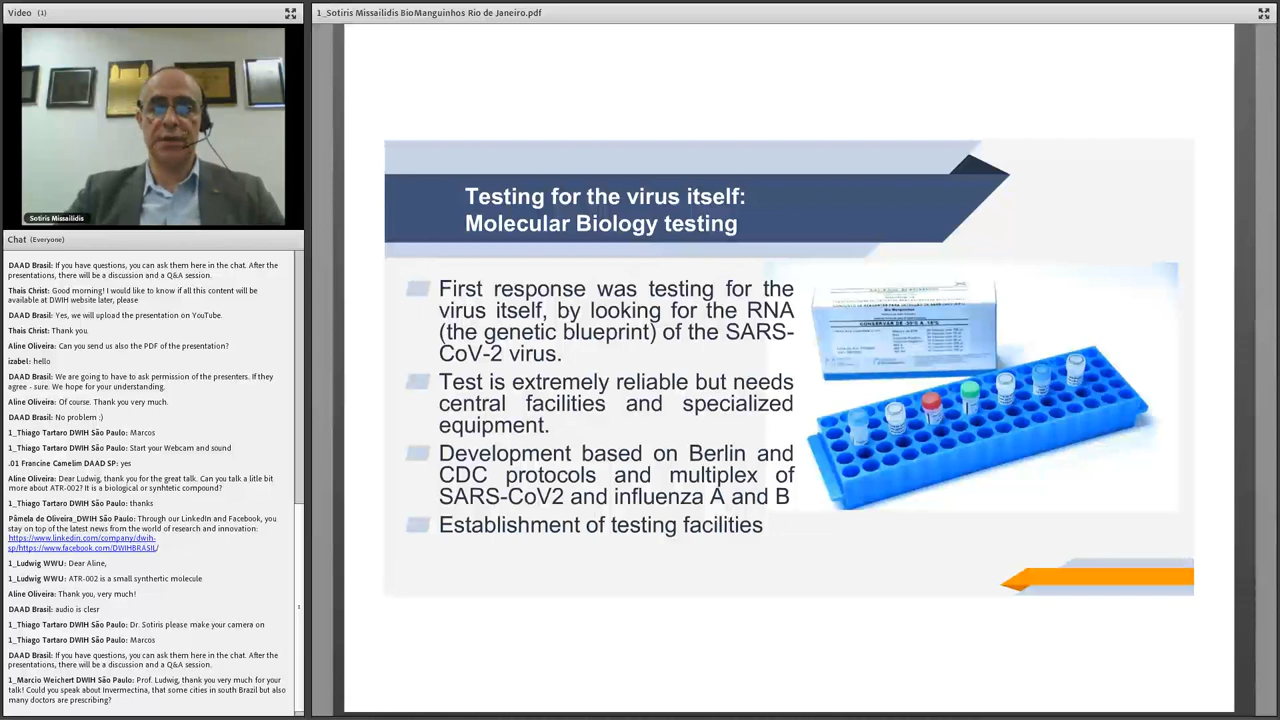 Video (1)
Sotiris Missailidis
Chat (Everyone)
DAAD Brasil: If you have questions, you can ask them here in the chat. After the
presentations, there will be a discussion and a Q&A session.
Thais Christ: Good morning! I would like to know if all this content will be
available at DWIH website later, please
DAAD Brasil: Yes, we will upload the presentation on YouTube.
Thais Christ: Thank you.
Aline Oliveira: Can you send us also the PDF of the presentations?
izabel: hello
DAAD Brasil: We are going to have to ask permission of the presenters. If they
agree - sure. We hope for your understanding.
Aline Oliveira: Of course. Thank you very much.
DAAD Brasil: No problem :)
1_Thiago Tartaro DWIH São Paulo: Marcos
1_Thiago Tartaro DWIH São Paulo: Start your Webcam and sound
.01 Francine Camelim DAAD SP: yes
Aline Oliveira: Dear Ludwig, thank you for the great talk. Can you talk a litle bit
more about ATR-002? It is a biological or synhtetic compound?
1_Thiago Tartaro DWIH São Paulo: thanks
Pâmela de Oliveira_DWIH São Paulo: Through our LinkedIn and Facebook, you
stay on top of the latest news from the world of research and innovation:
https://www.linkedin.com/company/dwih-
sp/https://www.facebook.com/DWIHBRASIL/
1_Ludwig WWU: Dear Aline,
1_Ludwig WWU: ATR-002 is a small synthertic molecule
Aline Oliveira: Thank you, very much!
DAAD Brasil: audio is clesr
1_Thiago Tartaro DWIH São Paulo: Dr. Sotiris please make your camera on
1_Thiago Tartaro DWIH São Paulo: Marcos
DAAD Brasil: If you have questions, you can ask them here in the chat. After the
presentations, there will be a discussion and a Q&A session.
1_Marcio Weichert DWIH São Paulo: Prof. Ludwig, thank you very much for your
talk! Could you speak about Invermectina, that some cities in south Brazil but also
many doctors are prescribing?
1_Sotiris Missailidis BioManguinhos Rio de Janeiro.pdf
Testing for the virus itself:
Molecular Biology testing
First response was testing for the
virus itself, by looking for the RNA
(the genetic blueprint) of the SARS-
CoV-2 virus.
Test is extremely reliable but needs
central facilities and specialized
equipment.
Development based on Berlin and
CDC protocols and multiplex of
SARS-CoV2 and influenza A and B
Establishment of testing facilities